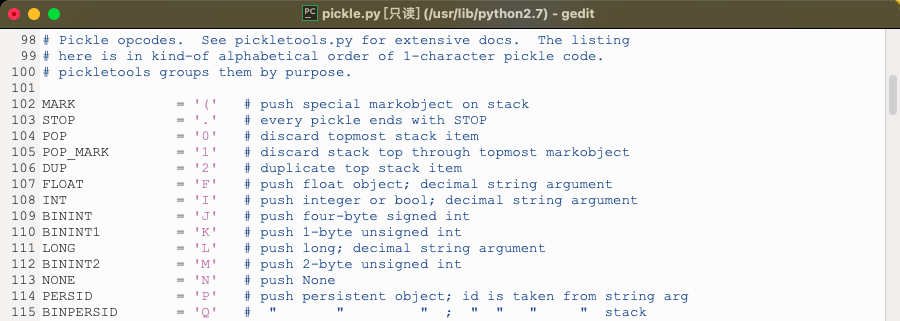 pickle.py [只读] (/usr/lib/python2.7) - gedit
98 # Pickle opcodes.  See pickletools.py for extensive docs.  The listing
99 # here is in kind-of alphabetical order of 1-character pickle code.
100 # pickletools groups them by purpose.
101
102 MARK            = '('   # push special markobject on stack
103 STOP            = '.'   # every pickle ends with STOP
104 POP             = '0'   # discard topmost stack item
105 POP_MARK        = '1'   # discard stack top through topmost markobject
106 DUP             = '2'   # duplicate top stack item
107 FLOAT           = 'F'   # push float object; decimal string argument
108 INT             = 'I'   # push integer or bool; decimal string argument
109 BININT          = 'J'   # push four-byte signed int
110 BININT1         = 'K'   # push 1-byte unsigned int
111 LONG            = 'L'   # push long; decimal string argument
112 BININT2         = 'M'   # push 2-byte unsigned int
113 NONE            = 'N'   # push None
114 PERSID          = 'P'   # push persistent object; id is taken from string arg
115 BINPERSID       = 'Q'   #  "       "         "  ;  "  "   "     "  stack